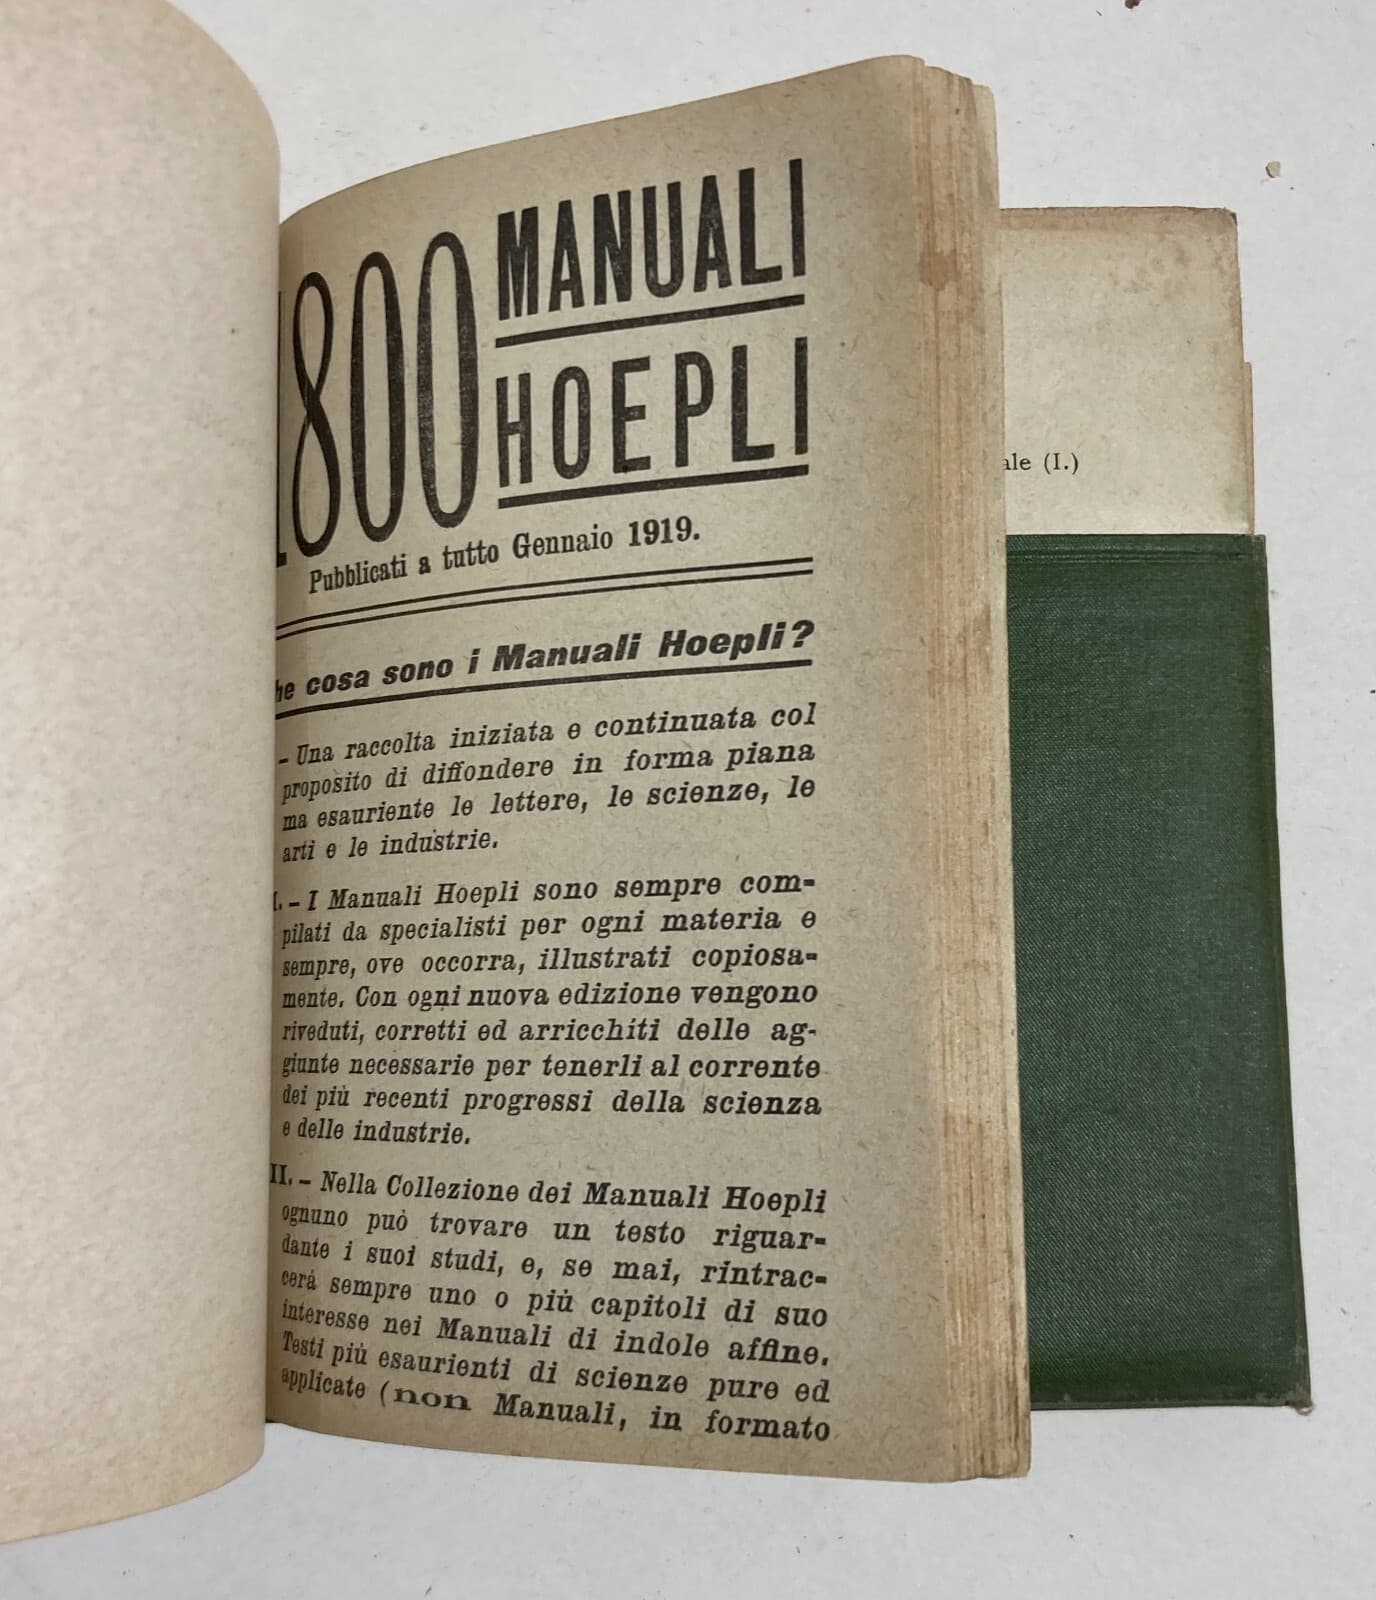 1800 MANUALI
HOEPLI
Pubblicati a tutto Gennaio 1919.
he cosa sono i Manuali Hoepli?
- Una raccolta iniziata e continuata col
proposito di diffondere in forma piana
ma esauriente le lettere, le scienze, le
arti e le industrie.
I. - I Manuali Hoepli sono sempre com-
pilati da specialisti per ogni materia e
sempre, ove occorra, illustrati copiosa-
mente. Con ogni nuova edizione vengono
riveduti, corretti ed arricchiti delle ag-
giunte necessarie per tenerli al corrente
dei più recenti progressi della scienza
e delle industrie.
II. - Nella Collezione dei Manuali Hoepli
ognuno può trovare un testo riguar-
dante i suoi studi, e, se mai, rintrac-
cerà sempre uno o più capitoli di suo
interesse nei Manuali di indole affine.
Testi più esaurienti di scienze pure ed
applicate (non Manuali, in formato
ale (I.)